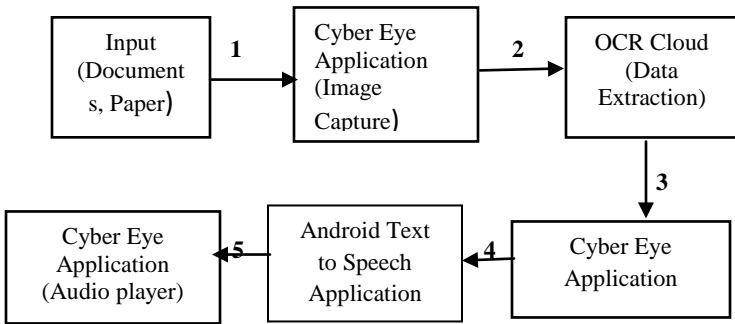 Input
(Document
s, Paper)
1
Cyber Eye
Application
(Image
Capture)
2
OCR Cloud
(Data
Extraction)
3
Cyber Eye
Application
4
Android Text
to Speech
Application
5
Cyber Eye
Application
(Audio player)